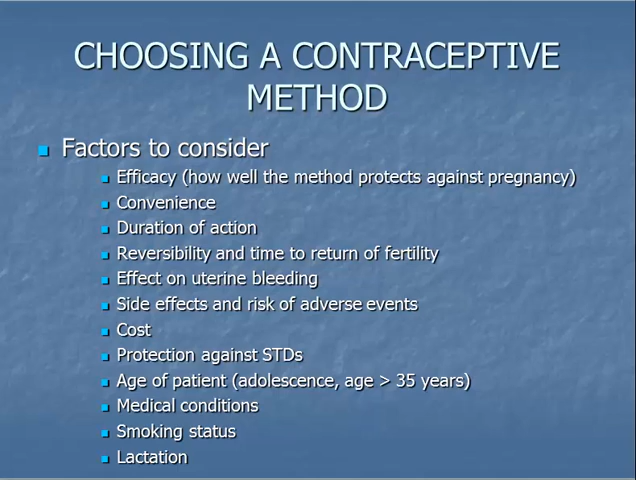 CHOOSING A CONTRACEPTIVE
METHOD
Factors to consider
Efficacy (how well the method protects against pregnancy)
Convenience
Duration of action
Reversibility and time to return of fertility
Effect on uterine bleeding
Side effects and risk of adverse events
Cost
Protection against STDs
Age of patient (adolescence, age > 35 years)
Medical conditions
Smoking status
Lactation